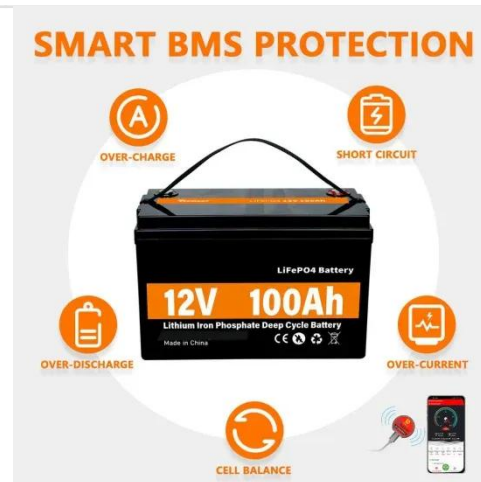 SMART BMS PROTECTION
A
OVER-CHARGE
SHORT CIRCUIT
LiFePO4 Battery
12V 100Ah
Lithium Iron Phosphate Deep Cycle Battery
Made in China
CE
OVER-DISCHARGE
OVER-CURRENT
CELL BALANCE